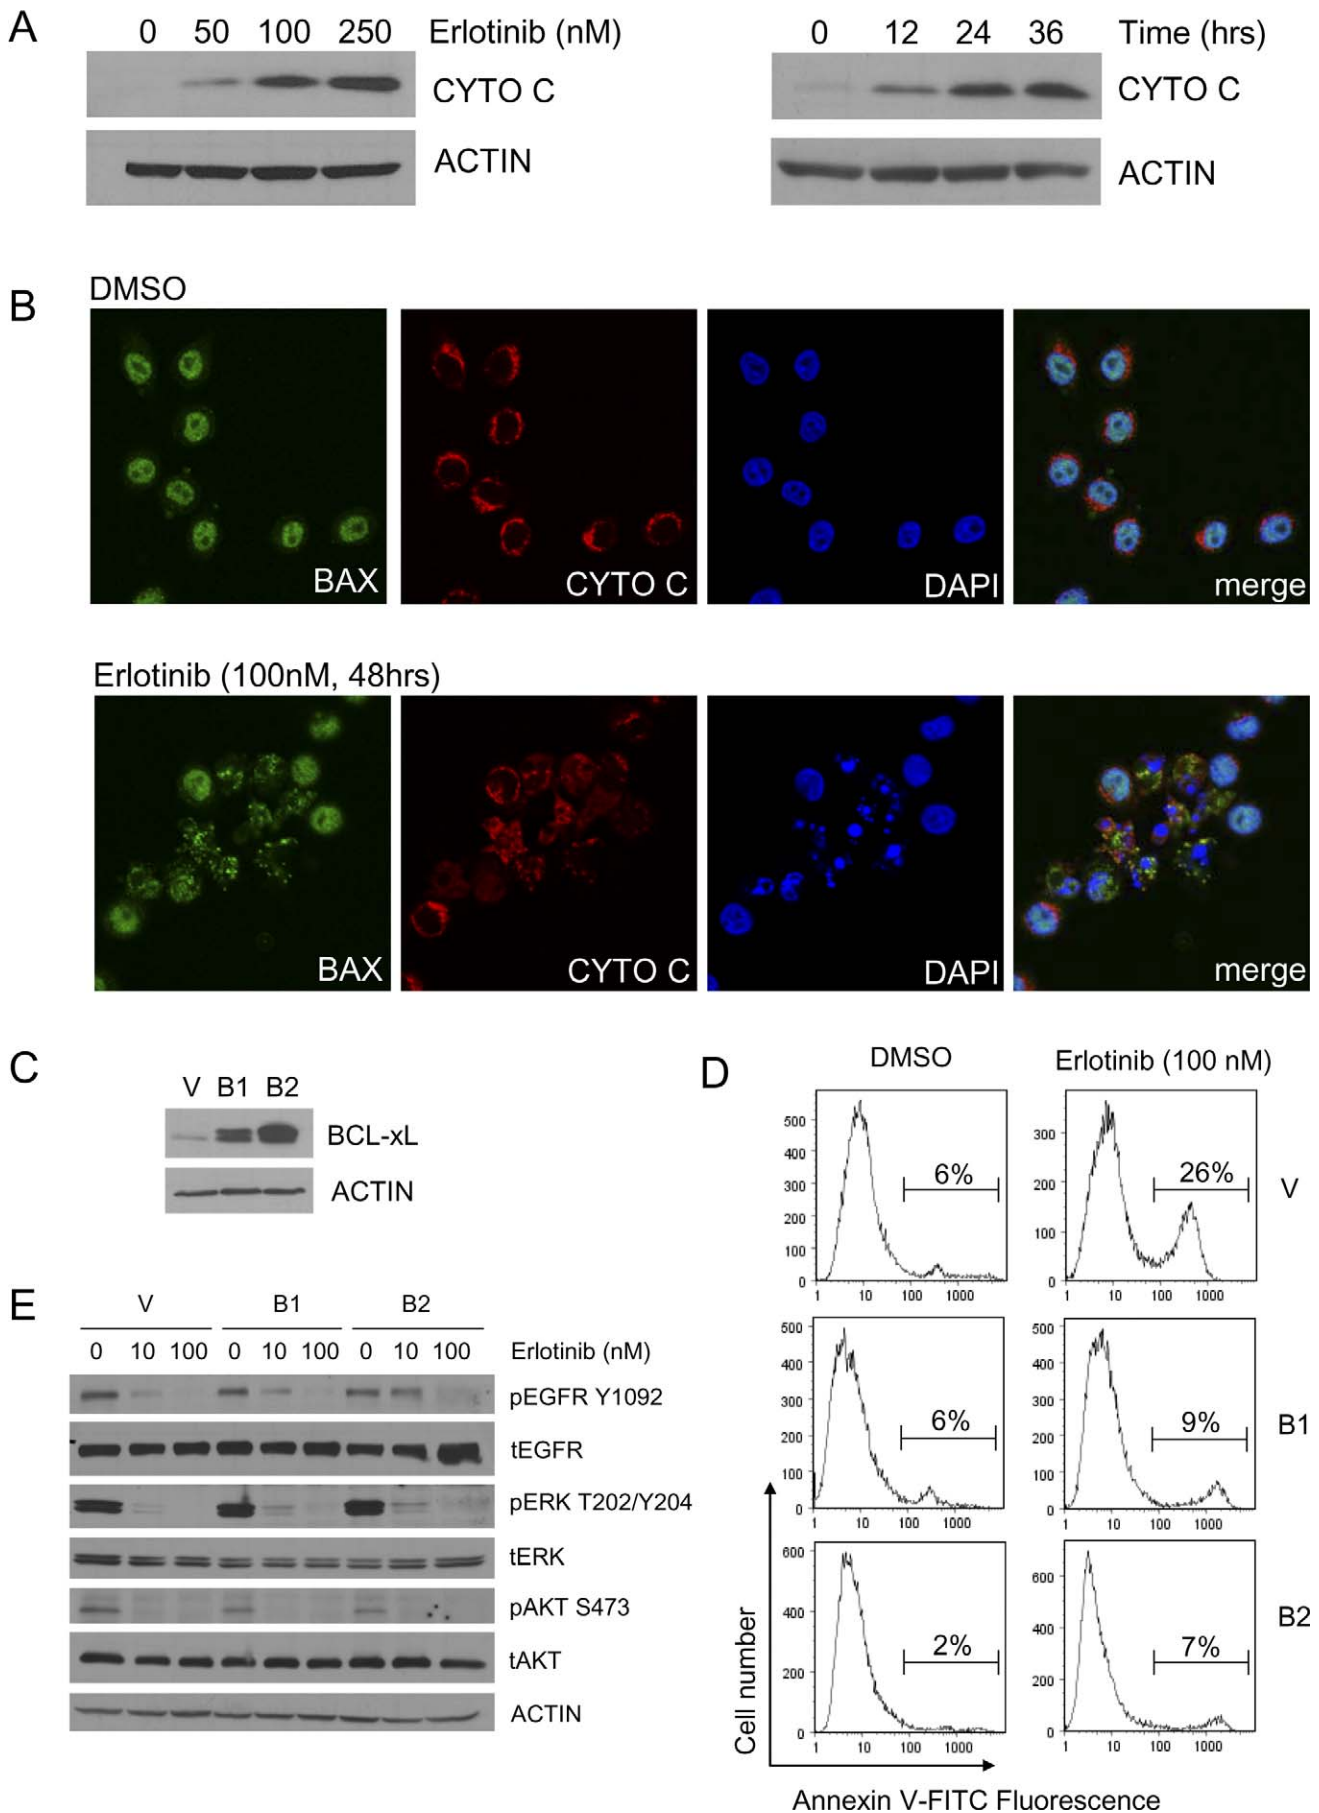 A
0 50 100 250 Erlotinib (nM)
CYTO C
ACTIN
0 12 24 36 Time (hrs)
CYTO C
ACTIN
B
DMSO
BAX CYTO C DAPI merge
Erlotinib (100nM, 48hrs)
BAX CYTO C DAPI merge
C
V B1 B2
BCL-xL
ACTIN
D
DMSO Erlotinib (100 nM)
500
400
300
200
100
0
6%
1 10 100 1000
300
200
100
0
26%
1 10 100 1000
V
500
400
300
200
100
0
6%
1 10 100 1000
500
400
300
200
100
0
9%
1 10 100 1000
B1
600
400
200
0
2%
1 10 100 1000
600
400
200
0
7%
1 10 100 1000
B2
Cell number
Annexin V-FITC Fluorescence
E
V B1 B2
0 10 100 0 10 100 0 10 100 Erlotinib (nM)
pEGFR Y1092
tEGFR
pERK T202/Y204
tERK
pAKT S473
tAKT
ACTIN